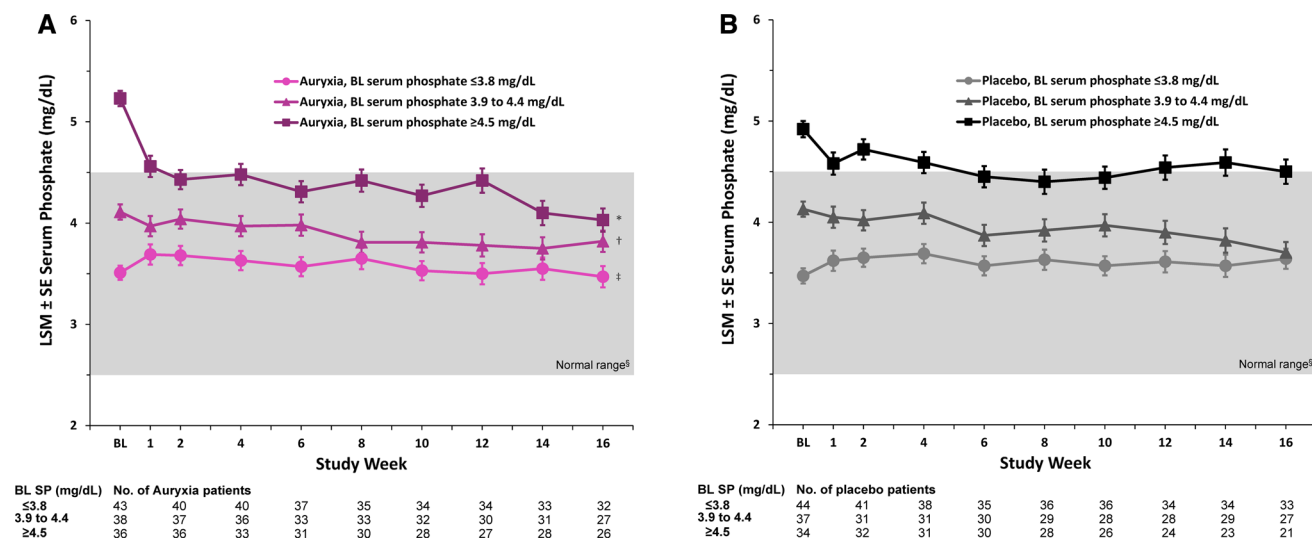 A
LSM ± SE Serum Phosphate (mg/dL)
6
5
4
3
2
Auryxia, BL serum phosphate ≤3.8 mg/dL
Auryxia, BL serum phosphate 3.9 to 4.4 mg/dL
Auryxia, BL serum phosphate ≥4.5 mg/dL
*
†
‡
Normal range§
BL 1 2 4 6 8 10 12 14 16
Study Week
BL SP (mg/dL) No. of Auryxia patients
≤3.8 43 40 40 37 35 34 34 33 32
3.9 to 4.4 38 37 36 33 33 32 30 31 27
≥4.5 36 36 33 31 30 28 27 28 26
B
LSM ± SE Serum Phosphate (mg/dL)
6
5
4
3
2
Placebo, BL serum phosphate ≤3.8 mg/dL
Placebo, BL serum phosphate 3.9 to 4.4 mg/dL
Placebo, BL serum phosphate ≥4.5 mg/dL
Normal range§
BL 1 2 4 6 8 10 12 14 16
Study Week
BL SP (mg/dL) No. of placebo patients
≤3.8 44 41 38 35 36 36 34 34 33
3.9 to 4.4 37 31 31 30 29 28 28 29 27
≥4.5 34 32 31 30 28 26 24 23 21